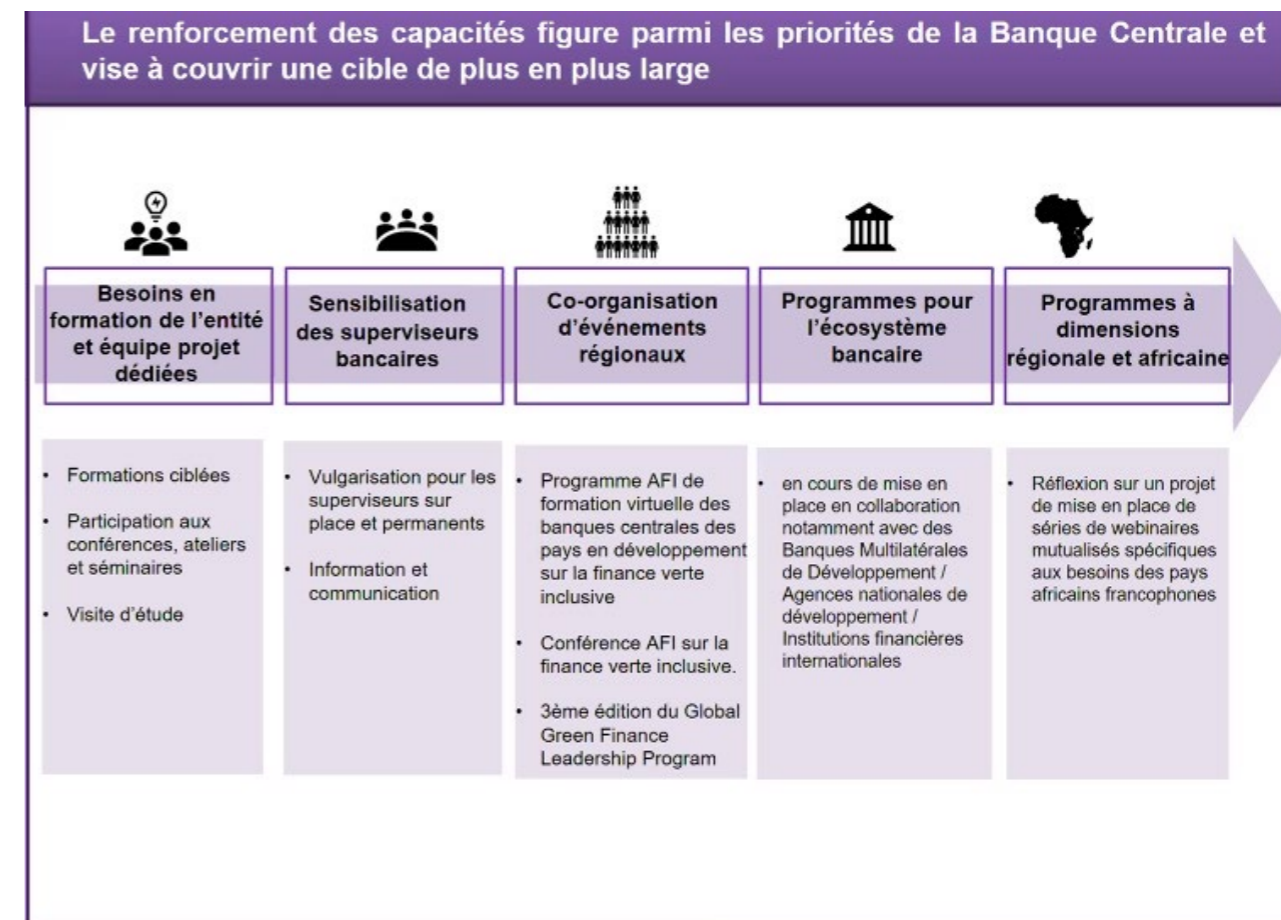 Le renforcement des capacités figure parmi les priorités de la Banque Centrale et
vise à couvrir une cible de plus en plus large
Besoins en
formation de l'entité
et équipe projet
dédiées
Sensibilisation
des superviseurs
bancaires
Co-organisation
d'événements
régionaux
Programmes pour
l'écosystème
bancaire
Programmes à
dimensions
régionale et africaine
• Formations ciblées
• Participation aux
conférences, ateliers
et séminaires
• Visite d'étude
• Vulgarisation pour les
superviseurs sur
place et permanents
• Information et
communication
• Programme AFI de
formation virtuelle des
banques centrales des
pays en développement
sur la finance verte
inclusive
• Conférence AFI sur la
finance verte inclusive.
• 3ème édition du Global
Green Finance
Leadership Program
• en cours de mise en
place en collaboration
notamment avec des
Banques Multilatérales
de Développement /
Agences nationales de
développement /
Institutions financières
internationales
• Réflexion sur un projet
de mise en place de
séries de webinaires
mutualisés spécifiques
aux besoins des pays
africains francophones